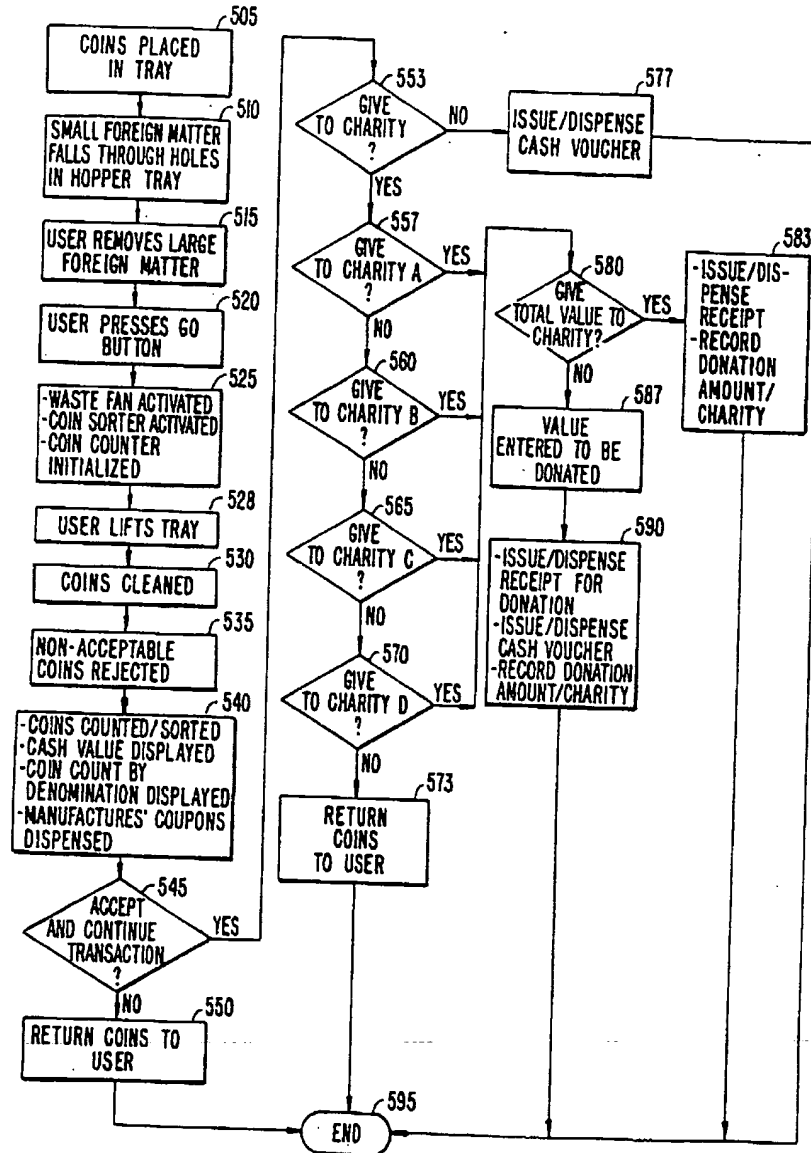 505
COINS PLACED
IN TRAY
510
SMALL FOREIGN MATTER
FALLS THROUGH HOLES
IN HOPPER TRAY
515
USER REMOVES LARGE
FOREIGN MATTER
520
USER PRESSES GO
BUTTON
525
-WASTE FAN ACTIVATED
-COIN SORTER ACTIVATED
-COIN COUNTER
INITIALIZED
528
USER LIFTS TRAY
530
COINS CLEANED
535
NON-ACCEPTABLE
COINS REJECTED
540
-COINS COUNTED/SORTED
-CASH VALUE DISPLAYED
-COIN COUNT BY
DENOMINATION DISPLAYED
-MANUFACTURES' COUPONS
DISPENSED
545
ACCEPT
AND CONTINUE
TRANSACTION
?
YES
NO
550
RETURN COINS TO
USER
553
GIVE
TO CHARITY
?
NO
YES
557
GIVE
TO CHARITY A
?
YES
NO
560
GIVE
TO CHARITY B
?
YES
NO
565
GIVE
TO CHARITY C
?
YES
NO
570
GIVE
TO CHARITY D
?
YES
NO
573
RETURN
COINS
TO USER
577
ISSUE/DISPENSE
CASH VOUCHER
580
GIVE
TOTAL VALUE TO
CHARITY?
YES
NO
583
-ISSUE/DIS-
PENSE
RECEIPT
-RECORD
DONATION
AMOUNT/
CHARITY
587
VALUE
ENTERED TO BE
DONATED
590
-ISSUE/DISPENSE
RECEIPT FOR
DONATION
-ISSUE/DISPENSE
CASH VOUCHER
-RECORD DONATION
AMOUNT/CHARITY
595
END